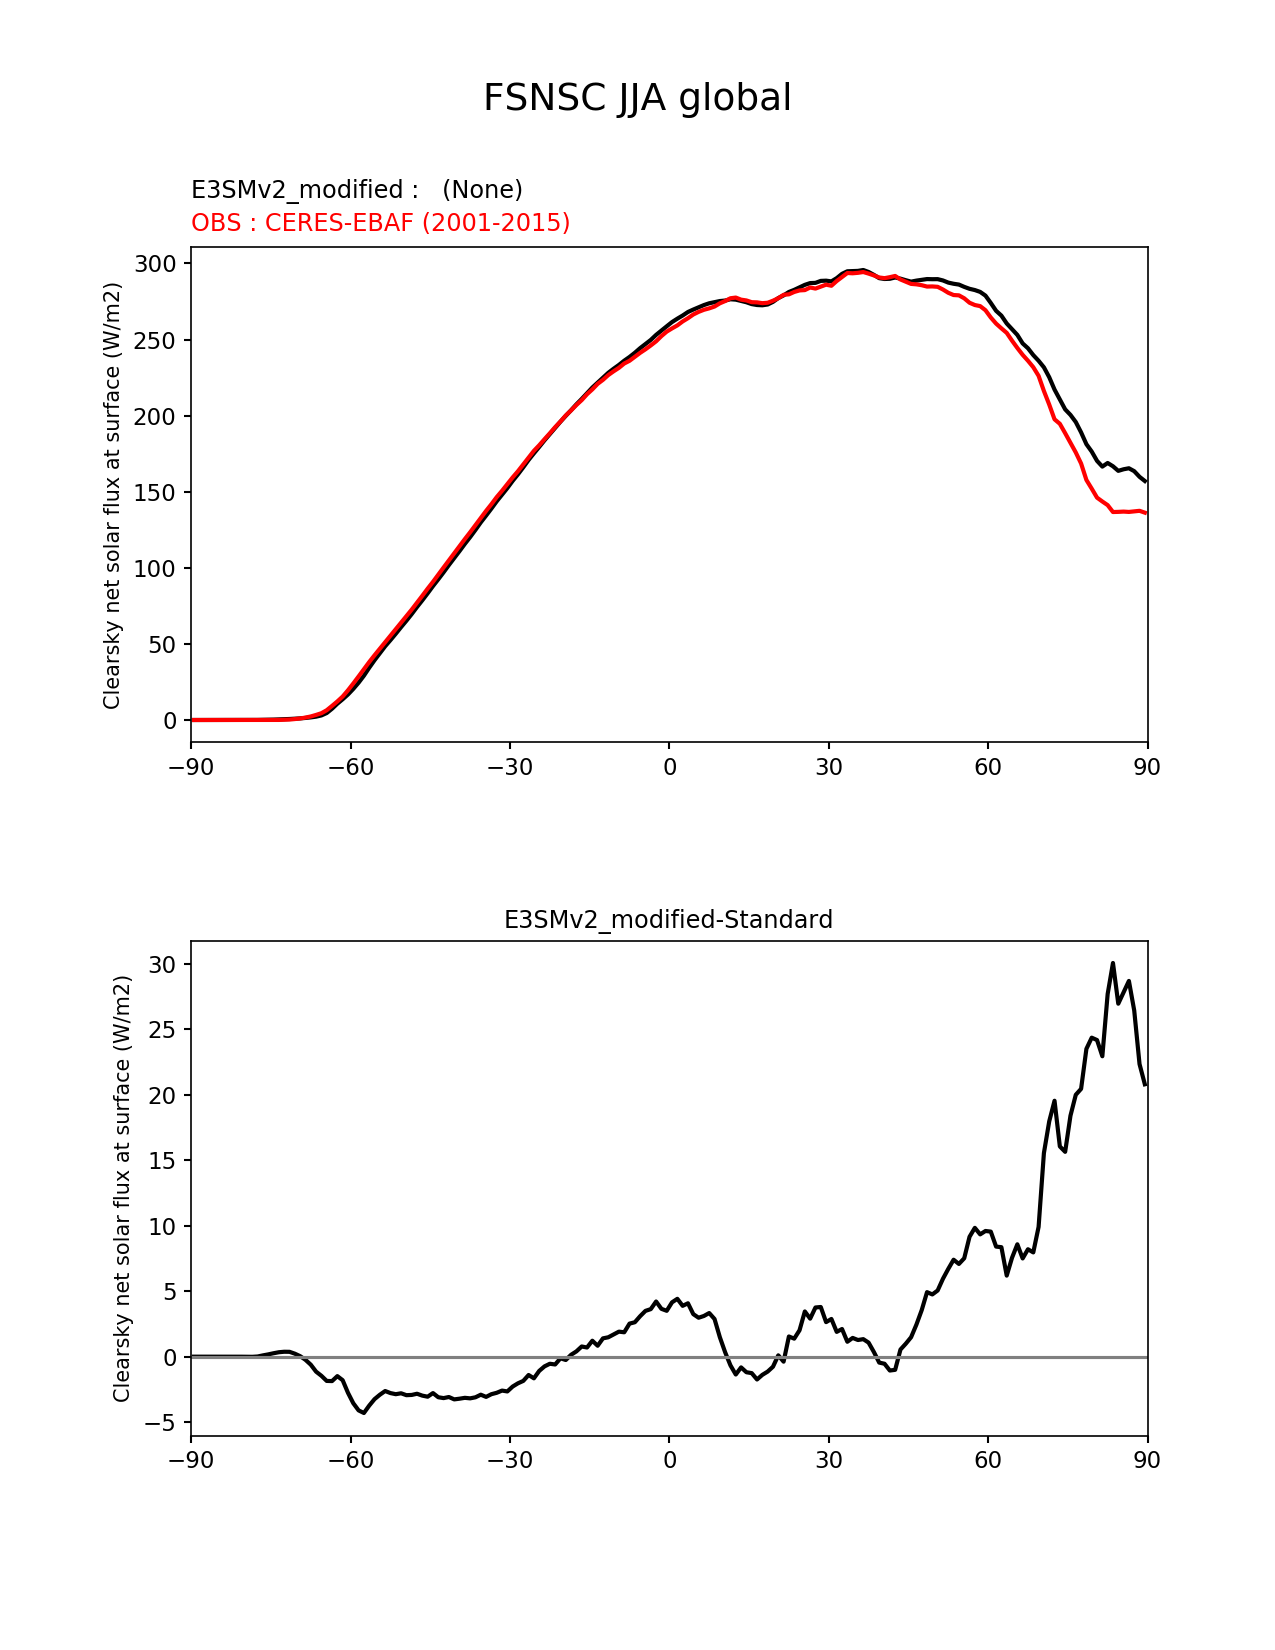 FSNSC JJA global
E3SMv2_modified :   (None)
OBS : CERES-EBAF (2001-2015)
Clearsky net solar flux at surface (W/m2)
300
250
200
150
100
50
0
−90 −60 −30 0 30 60 90
E3SMv2_modified-Standard
Clearsky net solar flux at surface (W/m2)
30
25
20
15
10
5
0
−5
−90 −60 −30 0 30 60 90